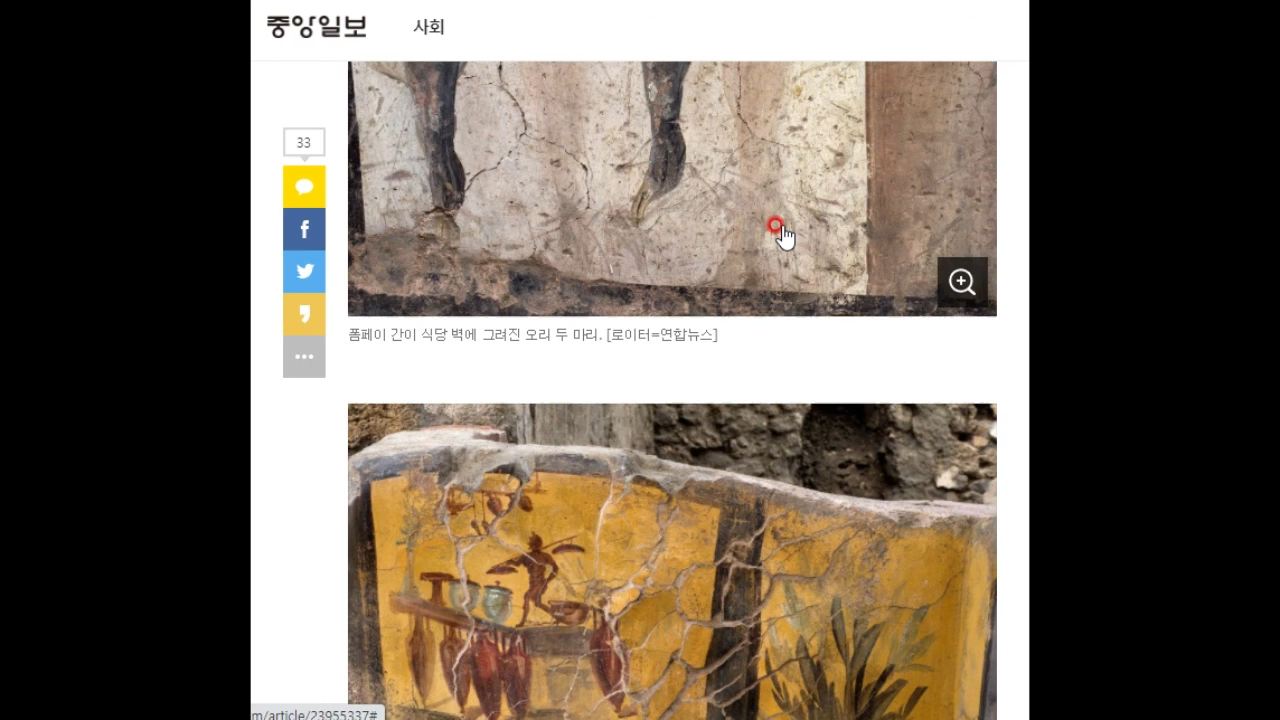 중앙일보
사회
33
폼페이 간이 식당 벽에 그려진 오리 두 마리. [로이터=연합뉴스]
m/article/23955337#